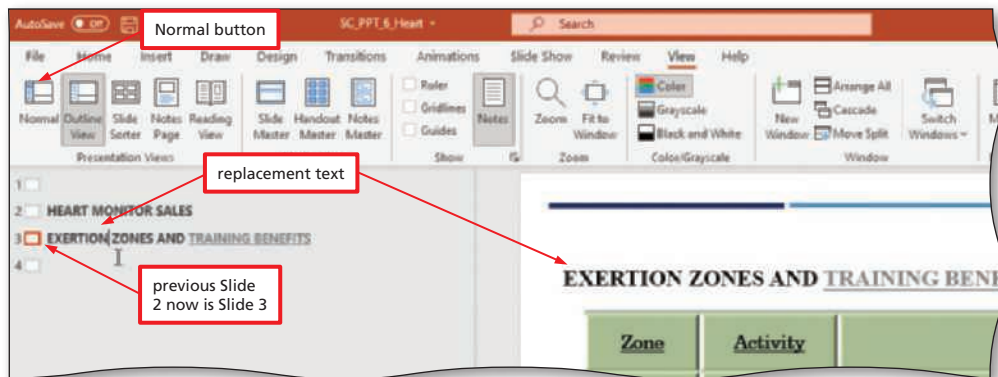 AutoSave Off
SC_PPT_6_Heart
Search
Normal button
File Home Insert Draw Design Transitions Animations Slide Show Review View Help
Normal
Outline View
Slide Sorter
Notes Page
Reading View
Slide Master
Handout Master
Notes Master
Ruler
Gridlines
Guides
Notes
Zoom
Fit to Window
Color
Grayscale
Black and White
New Window
Arrange All
Cascade
Move Split
Switch Windows
Presentation Views
Show
Zoom
Color/Grayscale
Window
replacement text
1
2 HEART MONITOR SALES
3 EXERTION ZONES AND TRAINING BENEFITS
4
previous Slide
2 now is Slide 3
EXERTION ZONES AND TRAINING BENE
Zone Activity